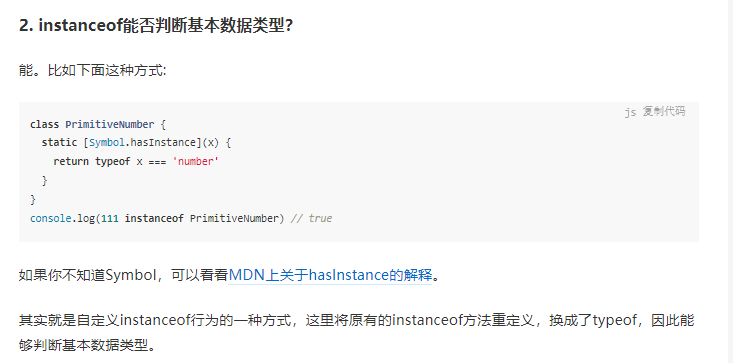 2. instanceof能否判断基本数据类型？
能。比如下面这种方式:
js 复制代码
class PrimitiveNumber {
  static [Symbol.hasInstance](x) {
    return typeof x === 'number'
  }
}
console.log(111 instanceof PrimitiveNumber) // true
如果你不知道Symbol，可以看看MDN上关于hasInstance的解释。
其实就是自定义instanceof行为的一种方式，这里将原有的instanceof方法重定义，换成了typeof，因此能
够判断基本数据类型。